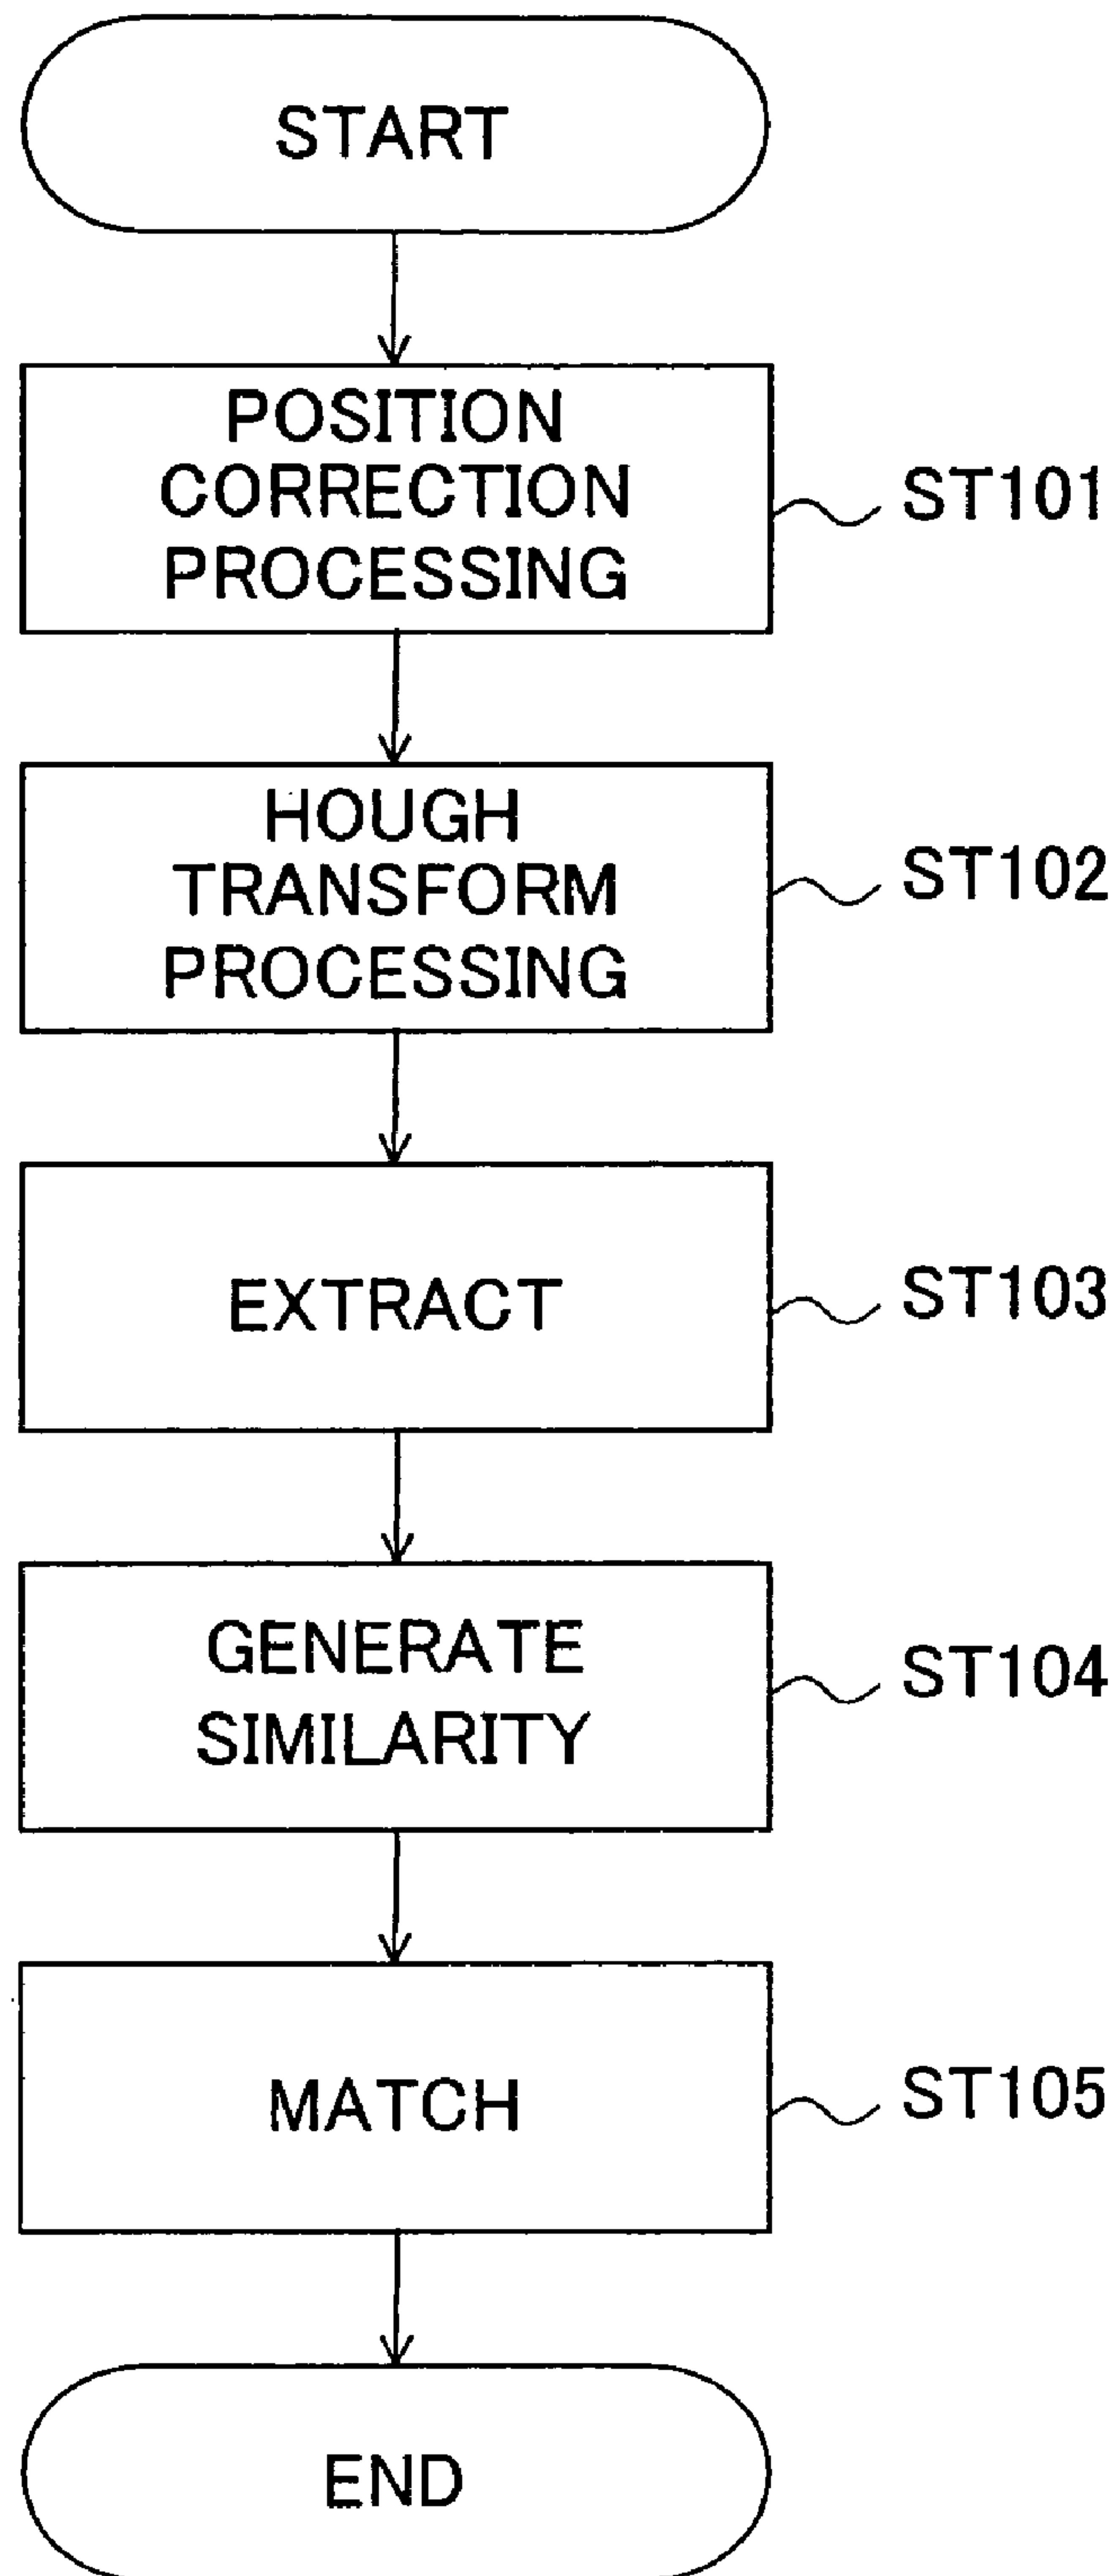 START
POSITION
CORRECTION
PROCESSING
ST101
HOUGH
TRANSFORM
PROCESSING
ST102
EXTRACT
ST103
GENERATE
SIMILARITY
ST104
MATCH
ST105
END